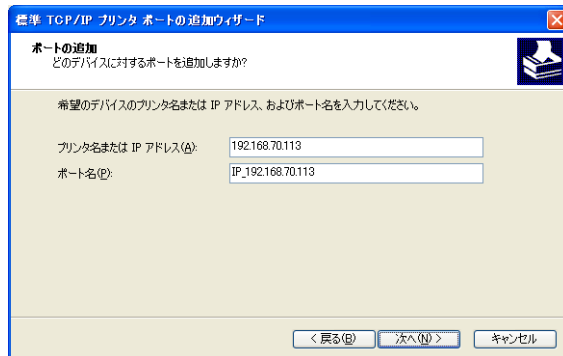 標準 TCP/IP プリンタ ポートの追加ウィザード
ポートの追加
どのデバイスに対するポートを追加しますか?
希望のデバイスのプリンタ名または IP アドレス、およびポート名を入力してください。
プリンタ名または IP アドレス(A): 192.168.70.113
ポート名(P): IP_192.168.70.113
< 戻る(B) 次へ(N) > キャンセル